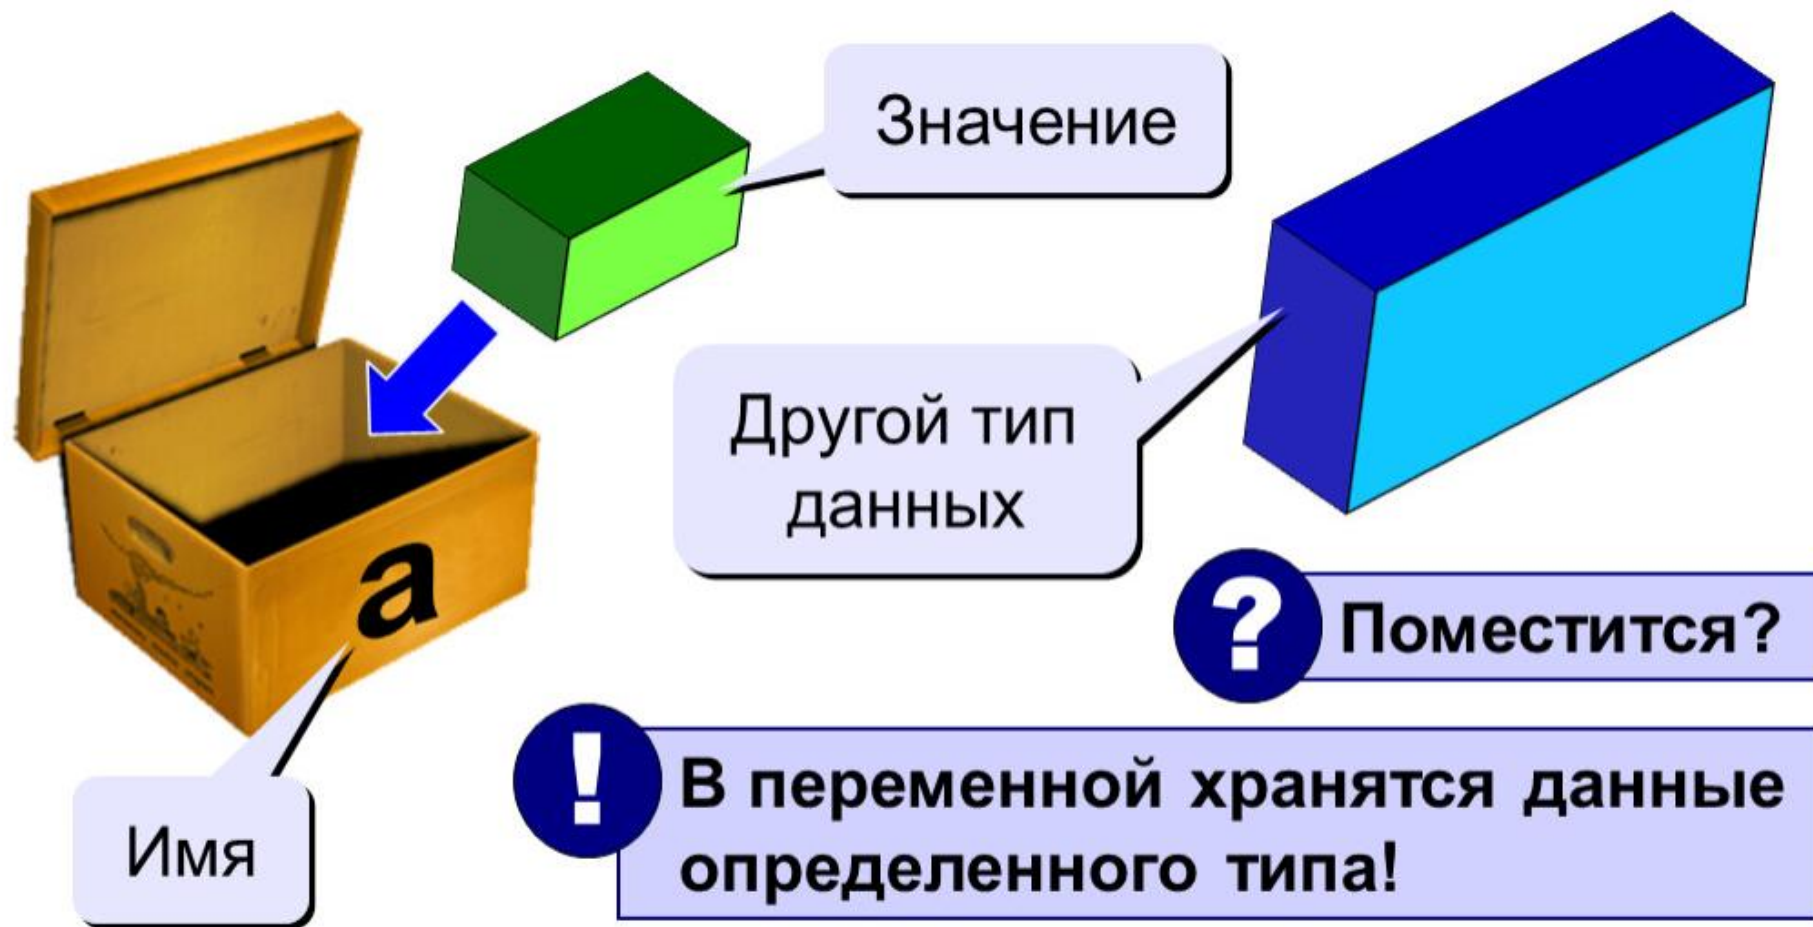 Значение
Другой тип
данных
a
?
Поместится?
!
В переменной хранятся данные
определенного типа!
Имя